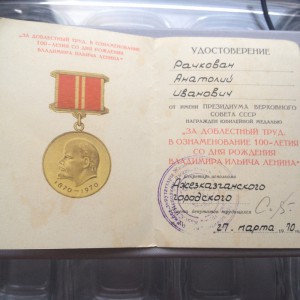 "ЗА ДОБЛЕСТНЫЙ ТРУД. В ОЗНАМЕНОВАНИЕ
100-ЛЕТИЯ СО ДНЯ РОЖДЕНИЯ
ВЛАДИМИРА ИЛЬИЧА ЛЕНИНА"
1870-1970
УДОСТОВЕРЕНИЕ
Рачкован
Анатолий
Иванович
ОТ ИМЕНИ ПРЕЗИДИУМА ВЕРХОВНОГО
СОВЕТА СССР
НАГРАЖДЕН ЮБИЛЕЙНОЙ МЕДАЛЬЮ
"ЗА ДОБЛЕСТНЫЙ ТРУД.
В ОЗНАМЕНОВАНИЕ 100-ЛЕТИЯ
СО ДНЯ РОЖДЕНИЯ
ВЛАДИМИРА ИЛЬИЧА ЛЕНИНА"
Джезказганского
городского
27. марта 1970